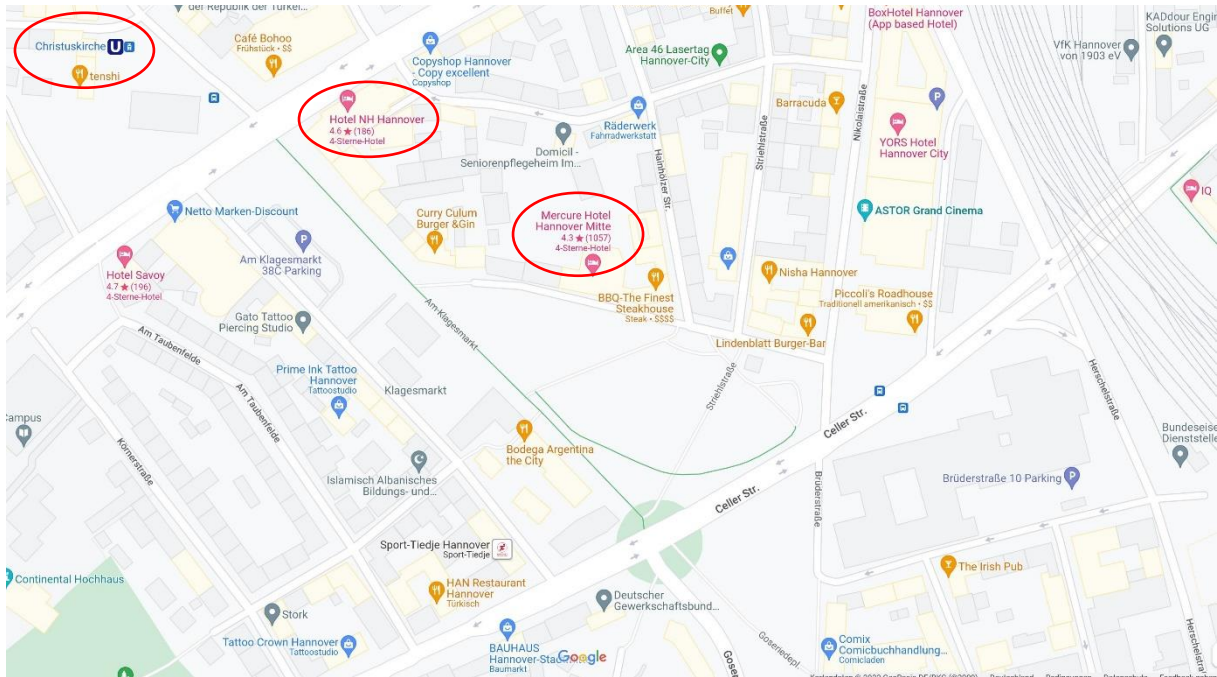 der Republik der Türkei...
Christuskirche U
tenshi
Café Bohoo
Frühstück • $$
Copyshop Hannover
- Copy excellent
Copyshop
Buffet
Area 46 Lasertag
Hannover-City
BoxHotel Hannover
(App based Hotel)
VfK Hannover
von 1903 eV
KADdour Engin
Solutions UG
Hotel NH Hannover
4.6 ★ (186)
4-Sterne-Hotel
Räderwerk
Fahrradwerkstatt
Barracuda
P
YORS Hotel
Hannover City
Domicil -
Seniorenpflegeheim Im...
Hainhölzer Str.
Striehlstraße
Nikolaistraße
IQ
Netto Marken-Discount
Curry Culum
Burger &Gin
Mercure Hotel
Hannover Mitte
4.3 ★ (1057)
4-Sterne-Hotel
ASTOR Grand Cinema
P
Am Klagesmarkt
38C Parking
Hotel Savoy
4.7 ★ (196)
4-Sterne-Hotel
Nisha Hannover
BBQ-The Finest
Steakhouse
Steak • $$$$
Piccoli's Roadhouse
Traditionell amerikanisch • $$
Gato Tattoo
Piercing Studio
Am Klagesmarkt
Lindenblatt Burger-Bar
Am Taubenfelde
Prime Ink Tattoo
Hannover
Tattoostudio
Klagesmarkt
Striehlstraße
Herschelstraße
Am Taubenfelde
Campus
Körnerstraße
Celler Str.
Bundeseise
Dienststelle
Bodega Argentina
the City
Islamisch Albanisches
Bildungs- und...
Brüderstraße
Brüderstraße 10 Parking P
Celler Str.
Sport-Tiedje Hannover
Sport-Tiedje
Continental Hochhaus
HAN Restaurant
Hannover
Türkisch
The Irish Pub
Deutscher
Gewerkschaftsbund...
Stork
Herschelstraße
Tattoo Crown Hannover
Tattoostudio
BAUHAUS
Hannover-Sta
Baumarkt
Google
Goseriedepl.
Goser
Comix
Comicbuchhandlung...
Comicladen